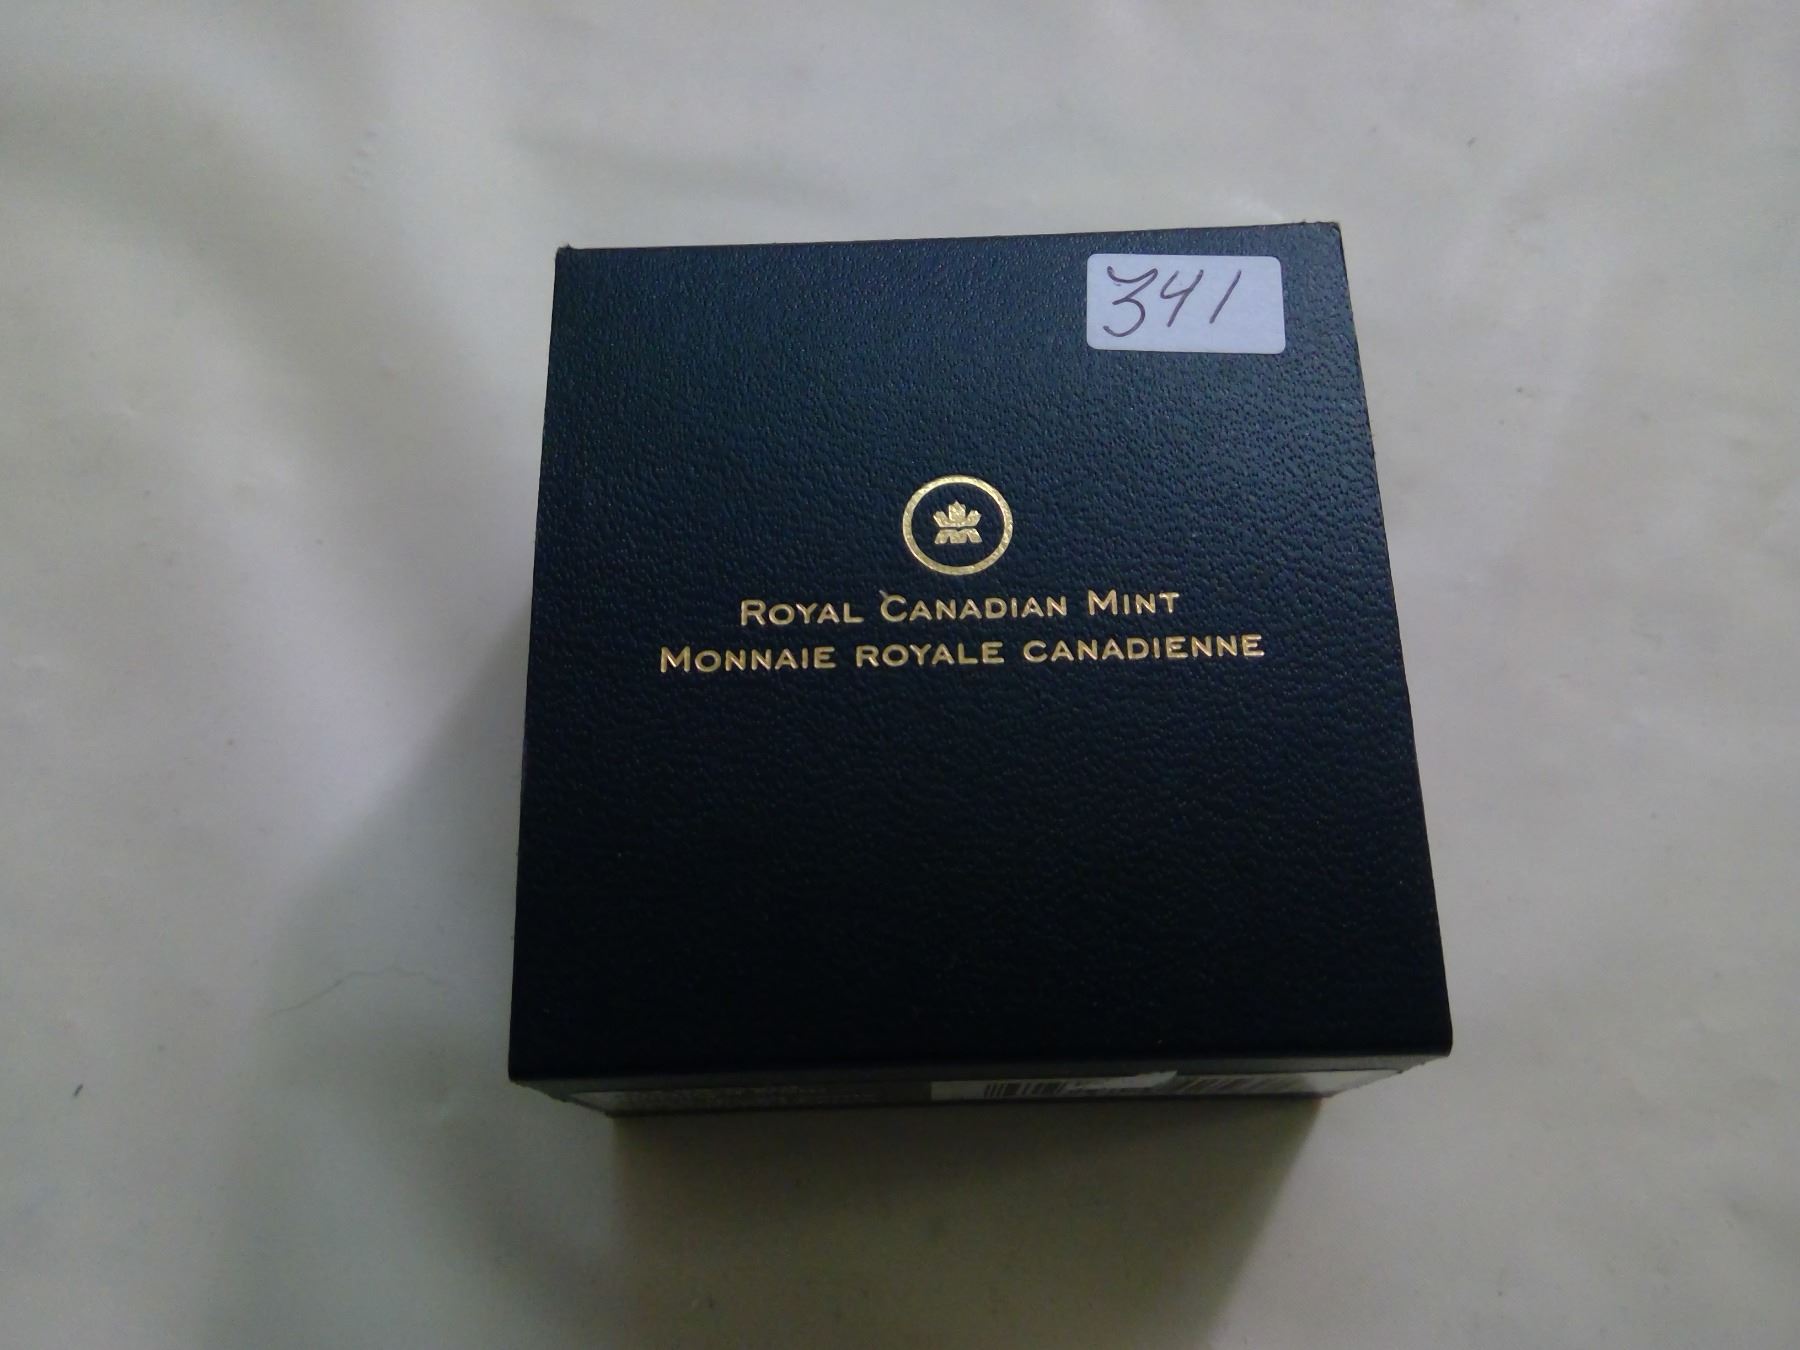 341
ROYAL CANADIAN MINT
MONNAIE ROYALE CANADIENNE